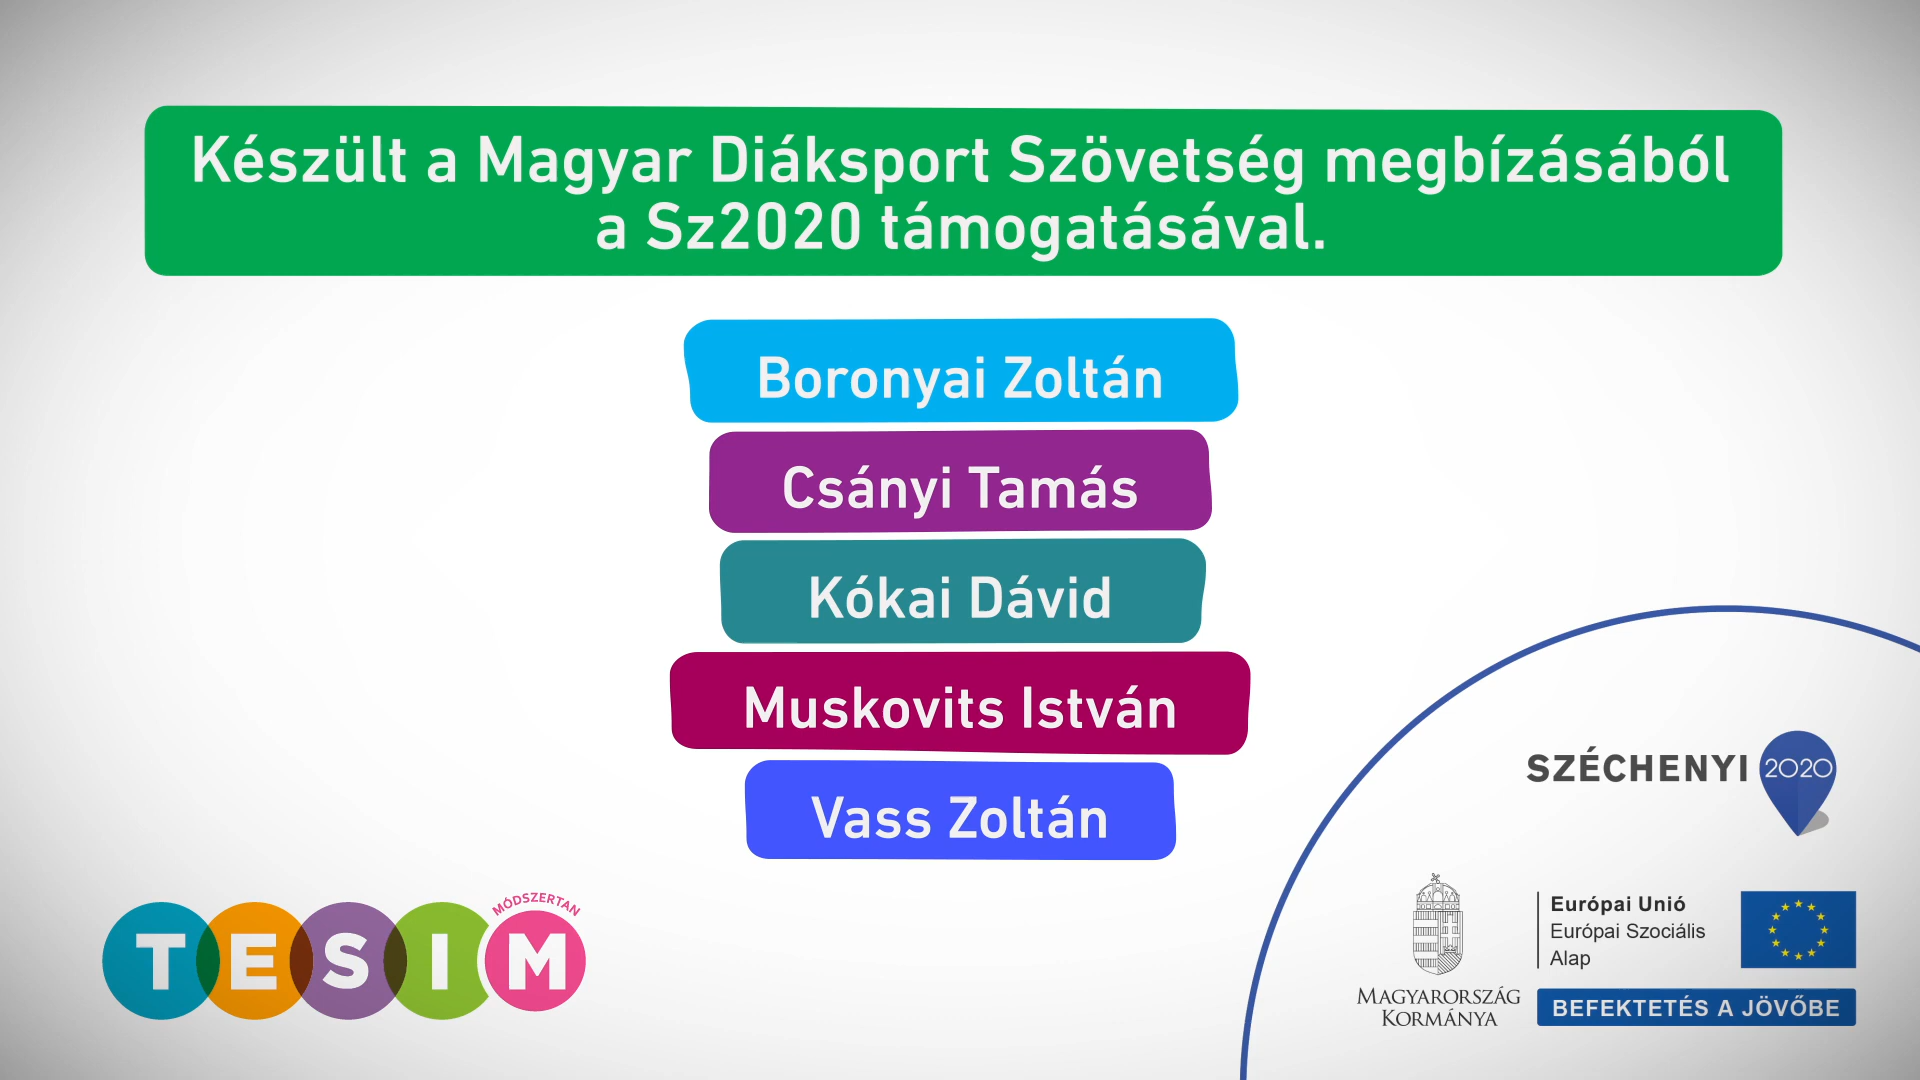 Készült a Magyar Diáksport Szövetség megbízásából
a Sz2020 támogatásával.
Boronyai Zoltán
Csányi Tamás
Kókai Dávid
Muskovits István
Vass Zoltán
SZÉCHENYI 2020
MÓDSZERTAN
TESIM
Európai Unió
Európai Szociális
Alap
MAGYARORSZÁG
KORMÁNYA
BEFEKTETÉS A JÖVŐBE